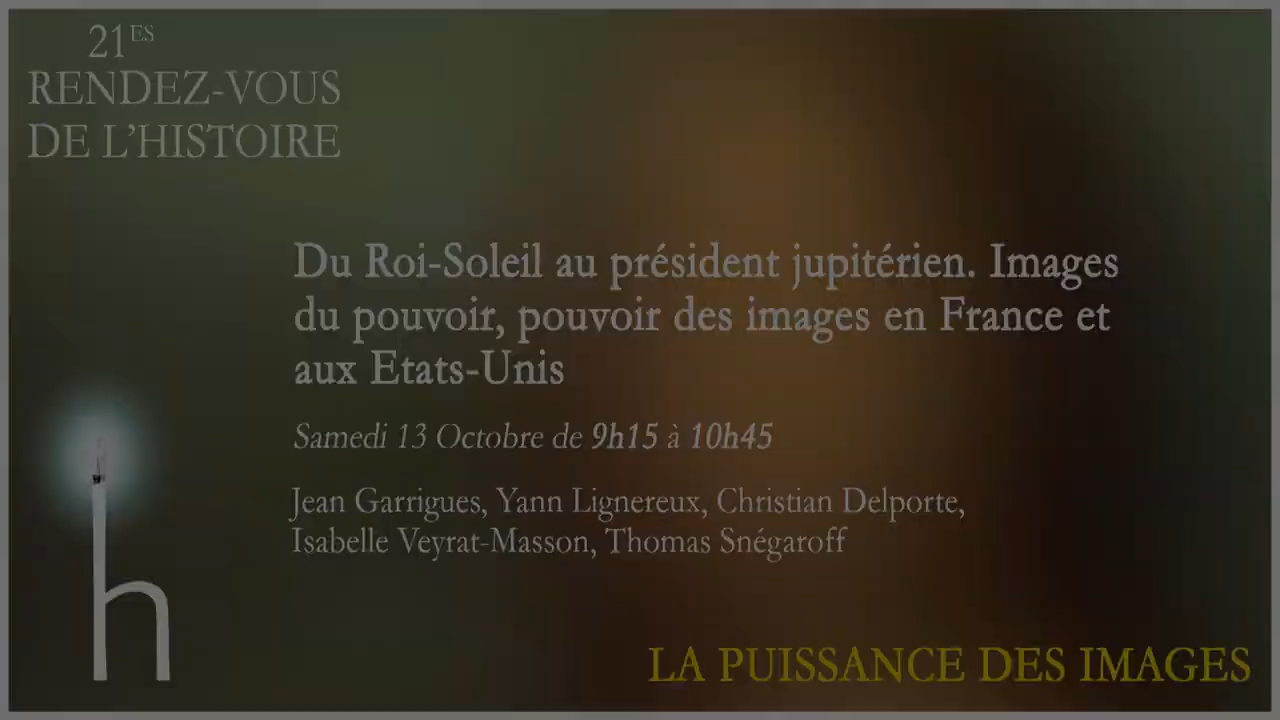 21ES
RENDEZ-VOUS
DE L'HISTOIRE
Du Roi-Soleil au président jupitérien. Images
du pouvoir, pouvoir des images en France et
aux Etats-Unis
Samedi 13 Octobre de 9h15 à 10h45
Jean Garrigues, Yann Lignereux, Christian Delporte,
Isabelle Veyrat-Masson, Thomas Snégaroff
h
LA PUISSANCE DES IMAGES